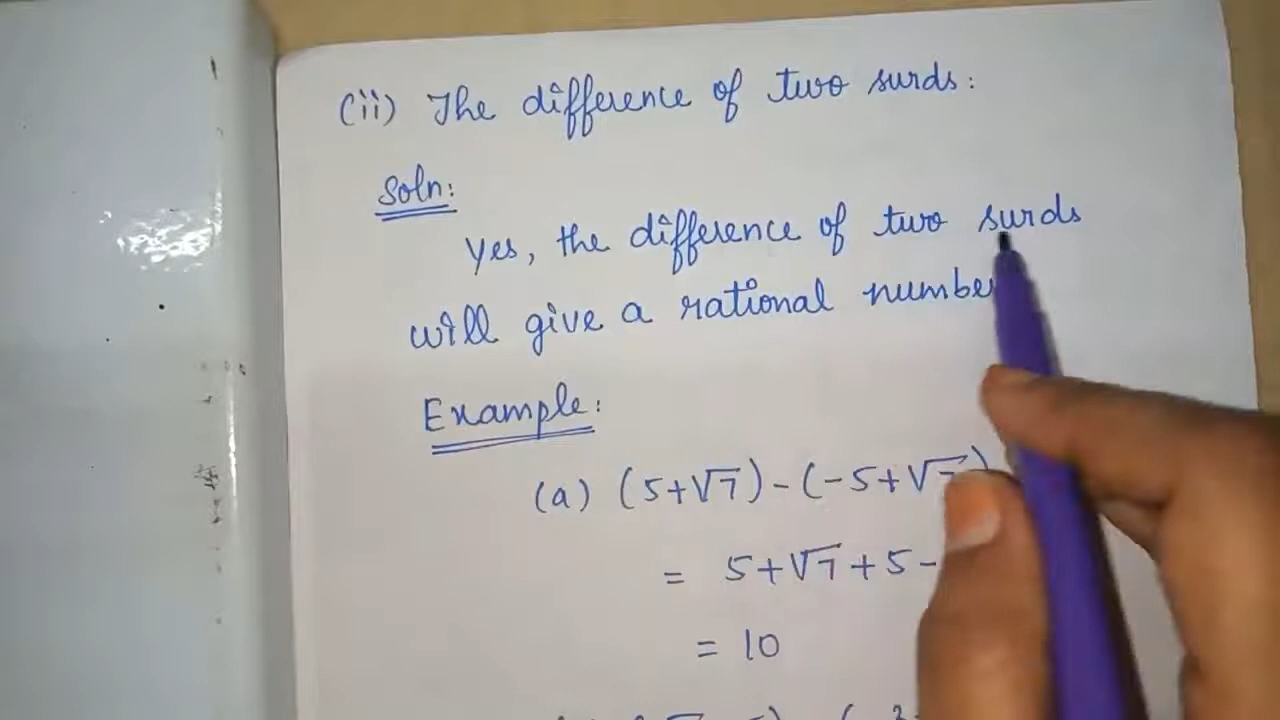 (ii) The difference of two surds:
Soln:
Yes, the difference of two surds
will give a rational number
Example:
(a) (5+√7)-(-5+√7)
= 5+√7+5-
= 10